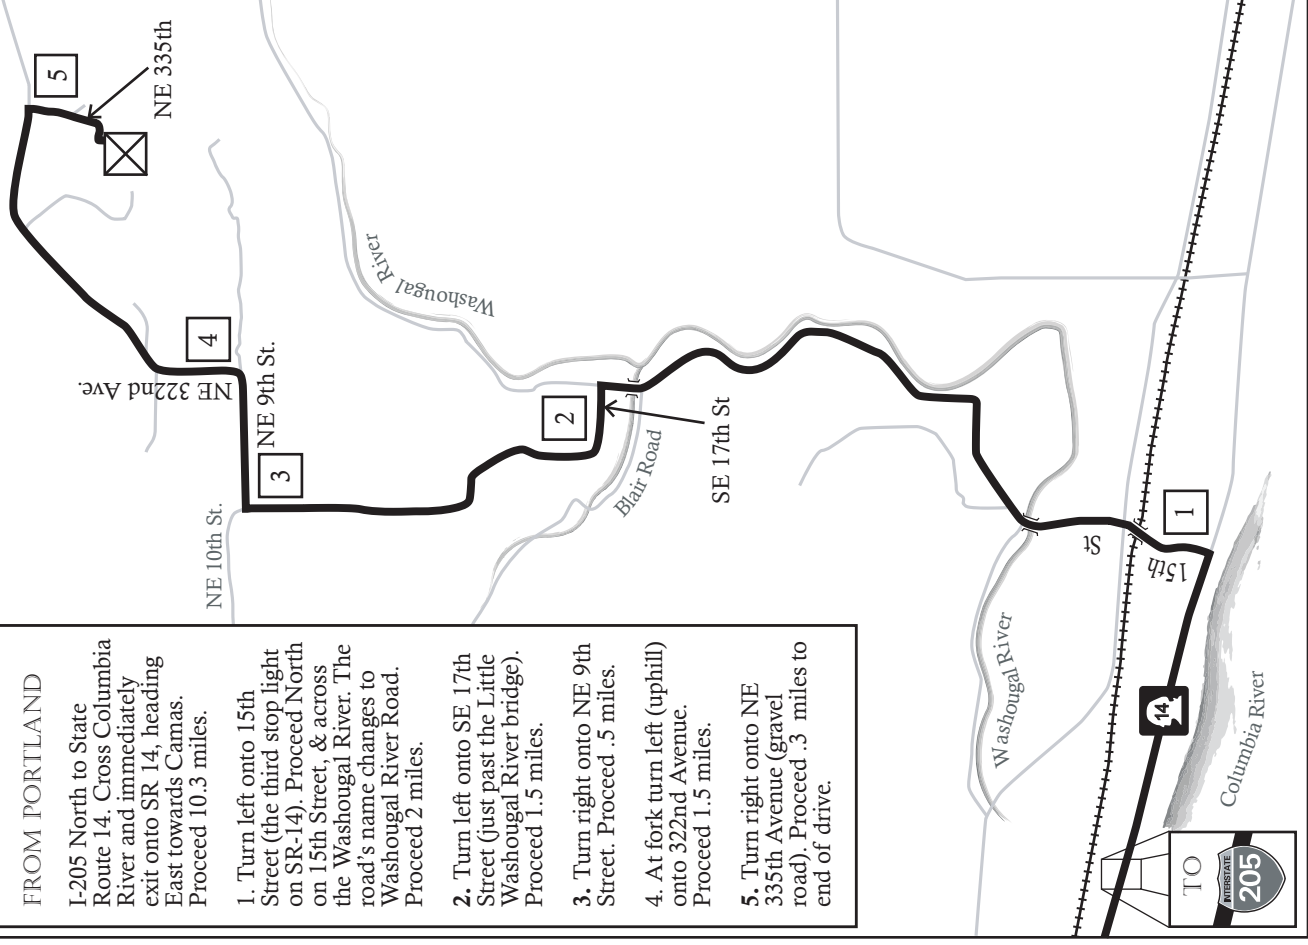 FROM PORTLAND
I-205 North to State
Route 14. Cross Columbia
River and immediately
exit onto SR 14, heading
East towards Camas.
Proceed 10.3 miles.
1. Turn left onto 15th
Street (the third stop light
on SR-14). Proceed North
on 15th Street, & across
the Washougal River. The
road's name changes to
Washougal River Road.
Proceed 2 miles.
2. Turn left onto SE 17th
Street (just past the Little
Washougal River bridge).
Proceed 1.5 miles.
3. Turn right onto NE 9th
Street. Proceed .5 miles.
4. At fork turn left (uphill)
onto 322nd Avenue.
Proceed 1.5 miles.
5. Turn right onto NE
335th Avenue (gravel
road). Proceed .3 miles to
end of drive.
NE 10th St.
3
NE 9th St.
NE 322nd Ave.
4
5
NE 335th
Washougal River
2
Blair Road
SE 17th St
Washougal River
15th
St
1
14
Columbia River
TO
INTERSTATE
205